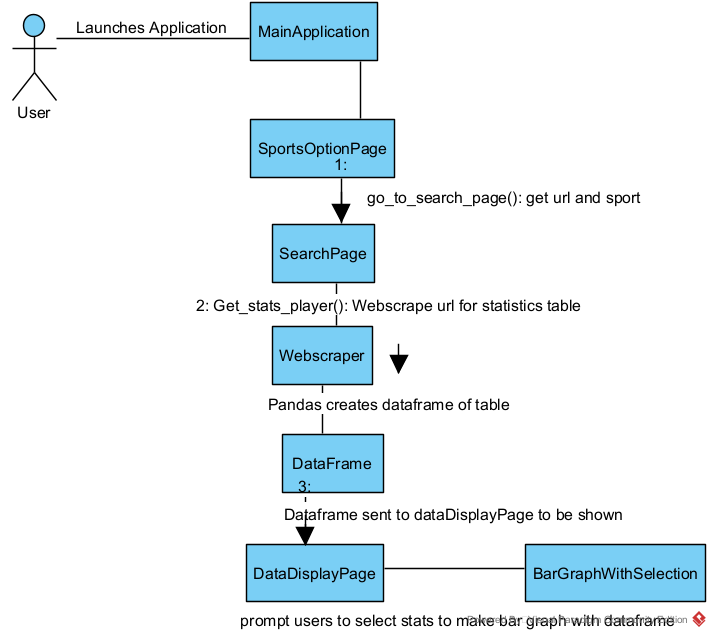 Launches Application
MainApplication
User
SportsOptionPage
1:
go_to_search_page(): get url and sport
SearchPage
2: Get_stats_player(): Webscrape url for statistics table
Webscraper
Pandas creates dataframe of table
DataFrame
3:
Dataframe sent to dataDisplayPage to be shown
DataDisplayPage
BarGraphWithSelection
prompt users to select stats to make bar graph with dataframe
Powered By Visual Paradigm Community Edition